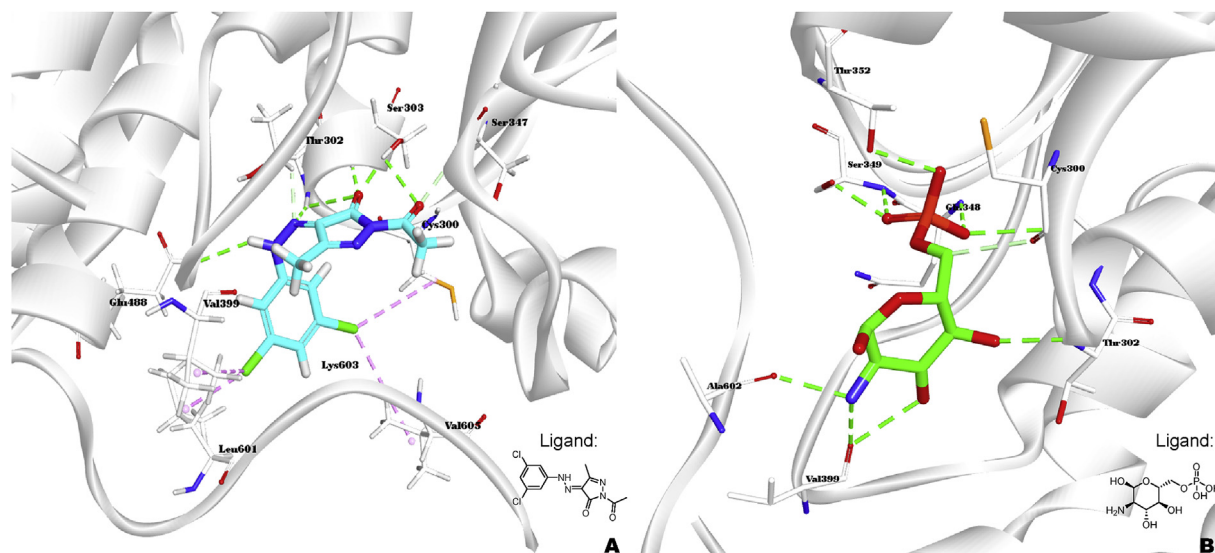 Ser303
Thr302
Ser347
Cys300
Gln488
Val399
Lys603
Leu601
Val605
Ligand:
Cl
Cl
NH
N
N
N
O
O
A
Thr352
Ser349
Cys300
Gln348
Thr302
Ala602
Val399
Ligand:
HO
O
O
O
P
OH
OH
H₂N
OH
OH
B